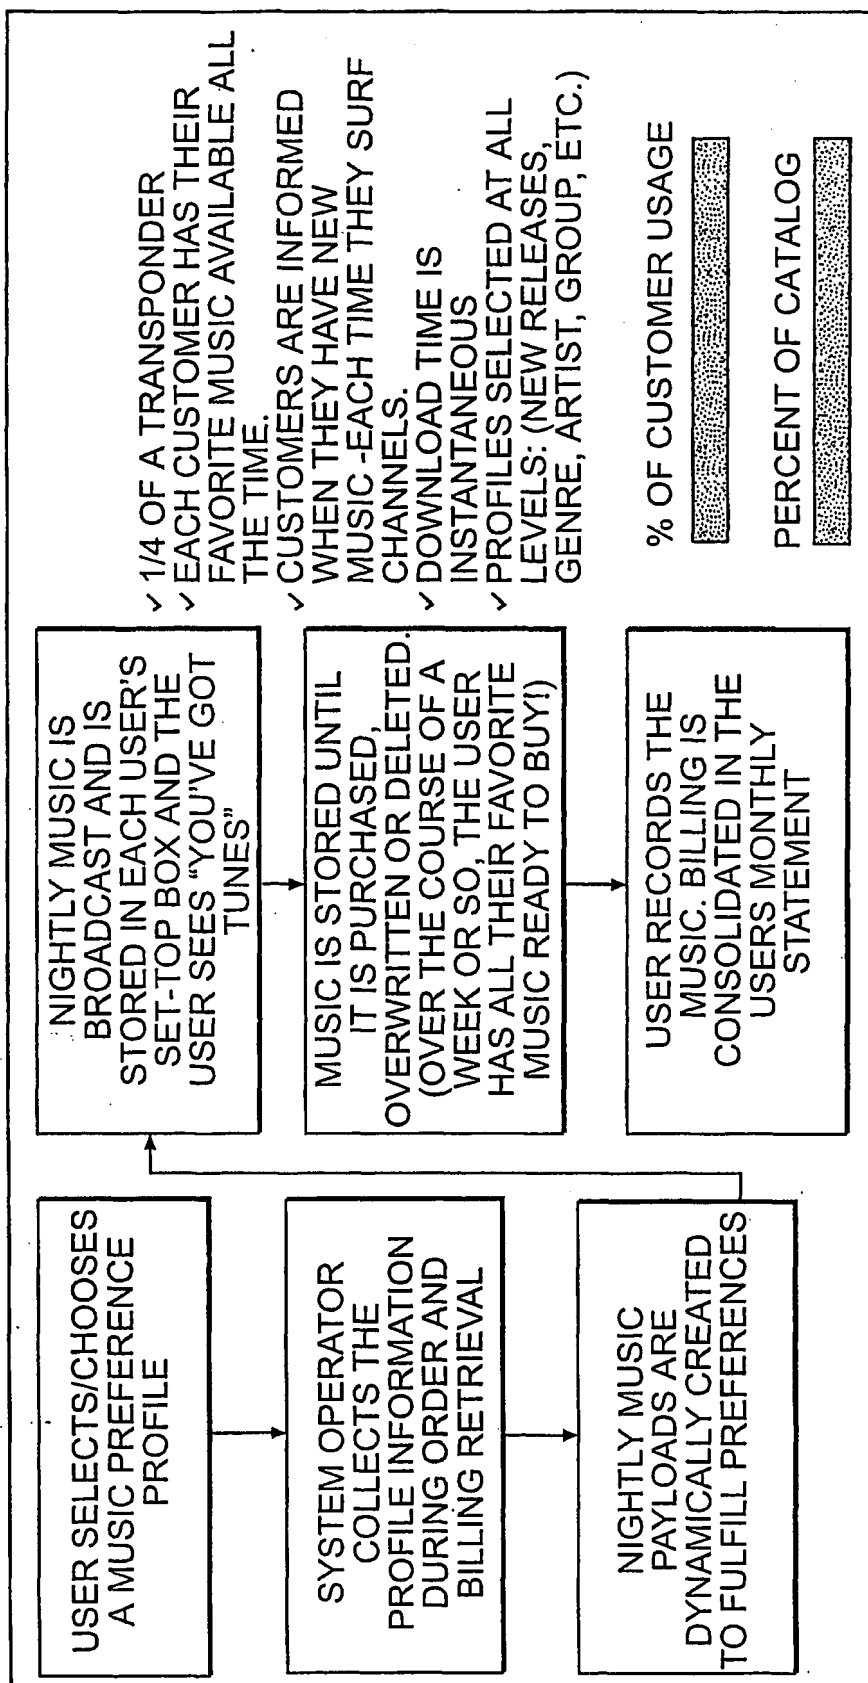 USER SELECTS/CHOOSES
A MUSIC PREFERENCE
PROFILE
SYSTEM OPERATOR
COLLECTS THE
PROFILE INFORMATION
DURING ORDER AND
BILLING RETRIEVAL
NIGHTLY MUSIC
PAYLOADS ARE
DYNAMICALLY CREATED
TO FULFILL PREFERENCES
NIGHTLY MUSIC IS
BROADCAST AND IS
STORED IN EACH USER'S
SET-TOP BOX AND THE
USER SEES "YOU'VE GOT
TUNES"
MUSIC IS STORED UNTIL
IT IS PURCHASED,
OVERWRITTEN OR DELETED.
(OVER THE COURSE OF A
WEEK OR SO, THE USER
HAS ALL THEIR FAVORITE
MUSIC READY TO BUY!)
USER RECORDS THE
MUSIC. BILLING IS
CONSOLIDATED IN THE
USERS MONTHLY
STATEMENT
✓ 1/4 OF A TRANSPONDER
✓ EACH CUSTOMER HAS THEIR
FAVORITE MUSIC AVAILABLE ALL
THE TIME.
✓ CUSTOMERS ARE INFORMED
WHEN THEY HAVE NEW
MUSIC -EACH TIME THEY SURF
CHANNELS.
✓ DOWNLOAD TIME IS
INSTANTANEOUS
✓ PROFILES SELECTED AT ALL
LEVELS: (NEW RELEASES,
GENRE, ARTIST, GROUP, ETC.)
% OF CUSTOMER USAGE
PERCENT OF CATALOG